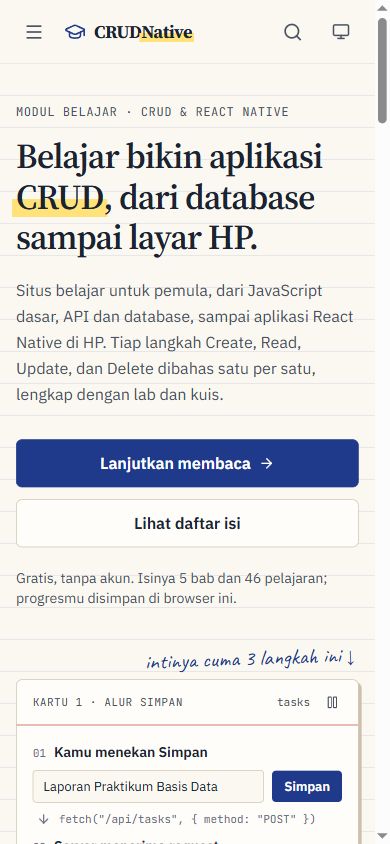 CRUDNative
MODUL BELAJAR · CRUD & REACT NATIVE
Belajar bikin aplikasi
CRUD, dari database
sampai layar HP.
Situs belajar untuk pemula, dari JavaScript
dasar, API dan database, sampai aplikasi React
Native di HP. Tiap langkah Create, Read,
Update, dan Delete dibahas satu per satu,
lengkap dengan lab dan kuis.
Lanjutkan membaca →
Lihat daftar isi
Gratis, tanpa akun. Isinya 5 bab dan 46 pelajaran;
progresmu disimpan di browser ini.
intinya cuma 3 langkah ini ↓
KARTU 1 · ALUR SIMPAN tasks
01 Kamu menekan Simpan
Laporan Praktikum Basis Data Simpan
↓ fetch("/api/tasks", { method: "POST" })